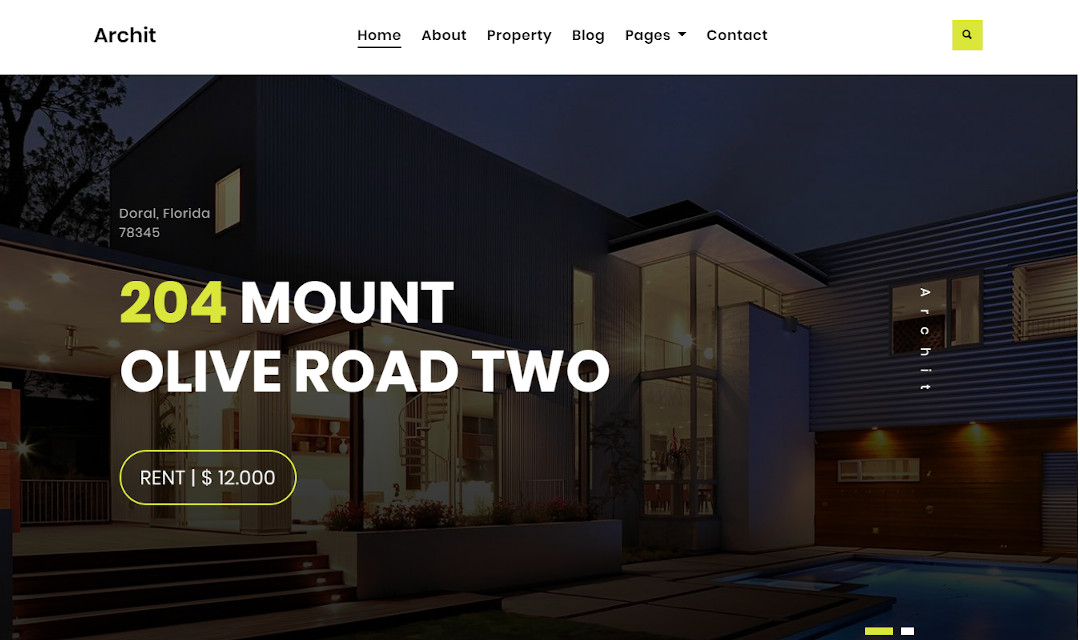 Archit
Home About Property Blog Pages Contact
Doral, Florida
78345
204 MOUNT
OLIVE ROAD TWO
RENT | $ 12.000
Archit